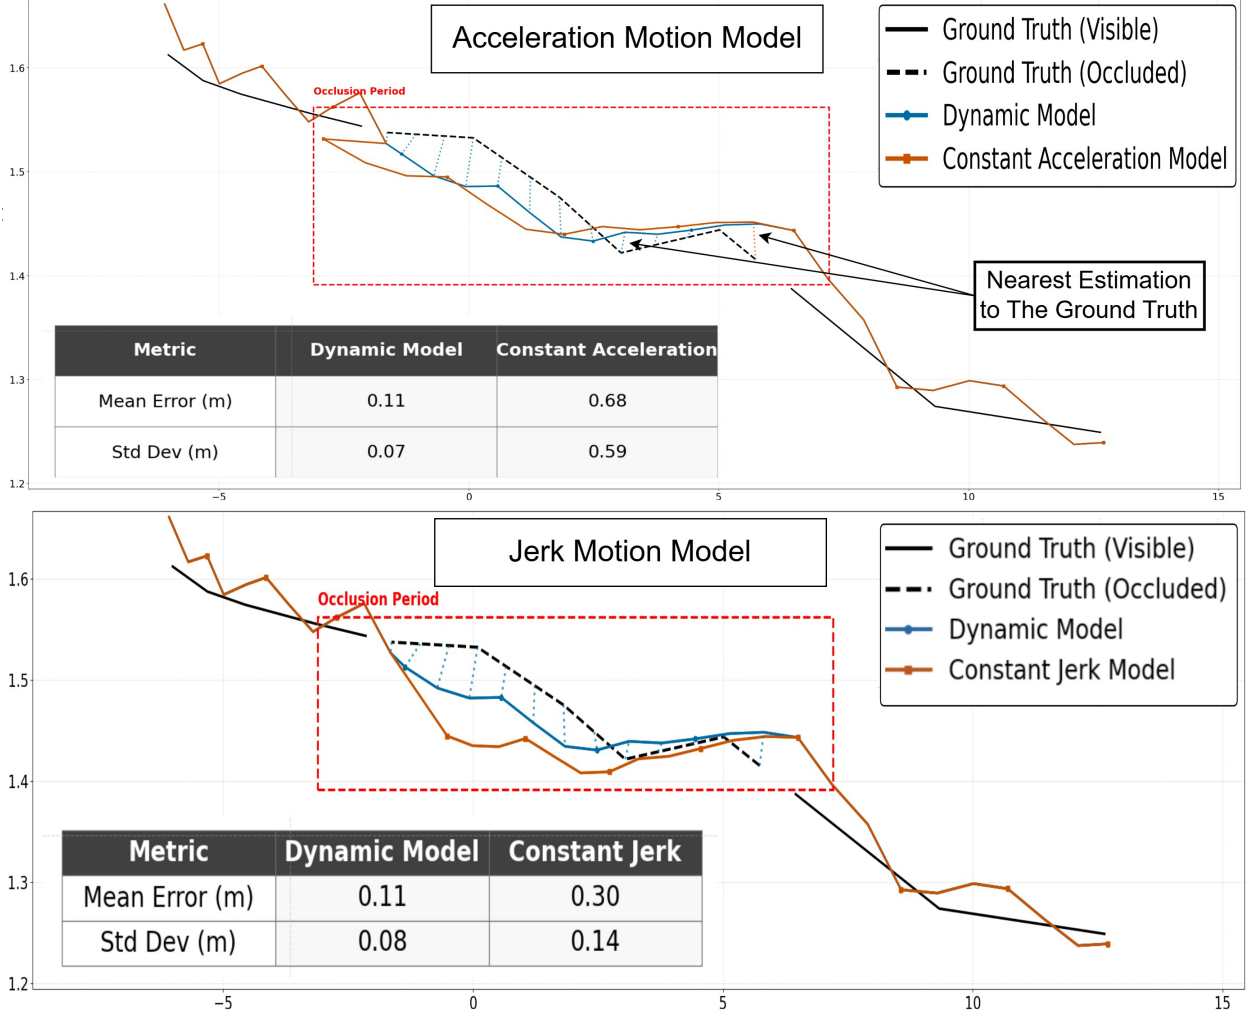 Acceleration Motion Model
Ground Truth (Visible)
Ground Truth (Occluded)
Dynamic Model
Constant Acceleration Model
1.6
1.5
1.4
1.3
1.2
Occlusion Period
Nearest Estimation
to The Ground Truth
Metric Dynamic Model Constant Acceleration
Mean Error (m) 0.11 0.68
Std Dev (m) 0.07 0.59
−5 0 5 10 15
Jerk Motion Model
Ground Truth (Visible)
Ground Truth (Occluded)
Dynamic Model
Constant Jerk Model
1.6
1.5
1.4
1.3
1.2
Occlusion Period
Metric Dynamic Model Constant Jerk
Mean Error (m) 0.11 0.30
Std Dev (m) 0.08 0.14
−5 0 5 10 15